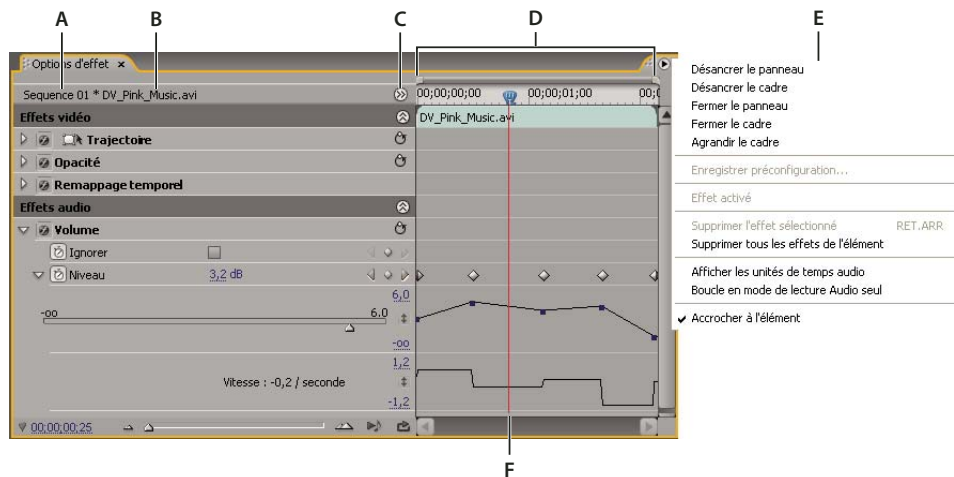 A B C D E
Options d'effet
Sequence 01 * DV_Pink_Music.avi
00;00;00;00 00;00;01;00 00;0
Effets vidéo
DV_Pink_Music.avi
Trajectoire
Opacité
Remappage temporel
Effets audio
Volume
Ignorer
Niveau 3,2 dB
6,0
-oo 6.0
-oo
1,2
Vitesse : -0,2 / seconde
-1,2
00;00;00;25
Désancrer le panneau
Désancrer le cadre
Fermer le panneau
Fermer le cadre
Agrandir le cadre
Enregistrer préconfiguration...
Effet activé
Supprimer l'effet sélectionné RET.ARR
Supprimer tous les effets de l'élément
Afficher les unités de temps audio
Boucle en mode de lecture Audio seul
Accrocher à l'élément
F